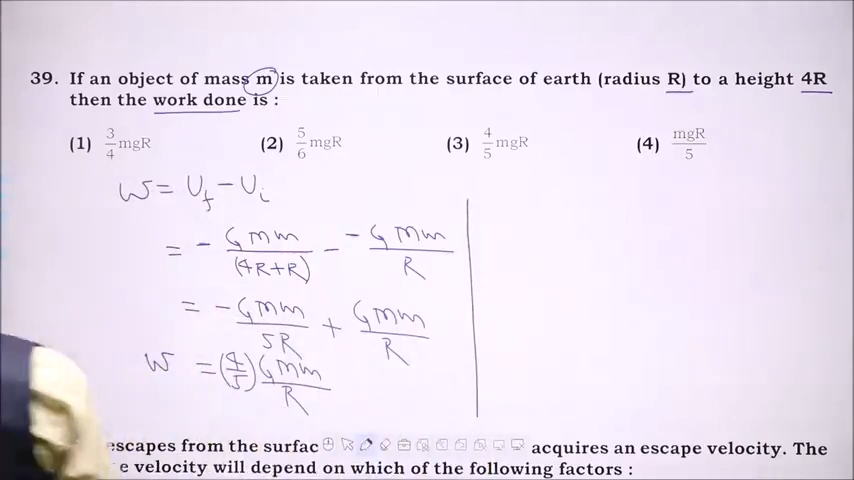 39. If an object of mass m is taken from the surface of earth (radius R) to a height 4R
then the work done is :
(1) 3/4 mgR (2) 5/6 mgR (3) 4/5 mgR (4) mgR/5
W = U_f - U_i
= - GMm/(4R+R) - - GMm/R
= - GMm/5R + GMm/R
W = (4/5) GMm/R
escapes from the surfac acquires an escape velocity. The
e velocity will depend on which of the following factors :